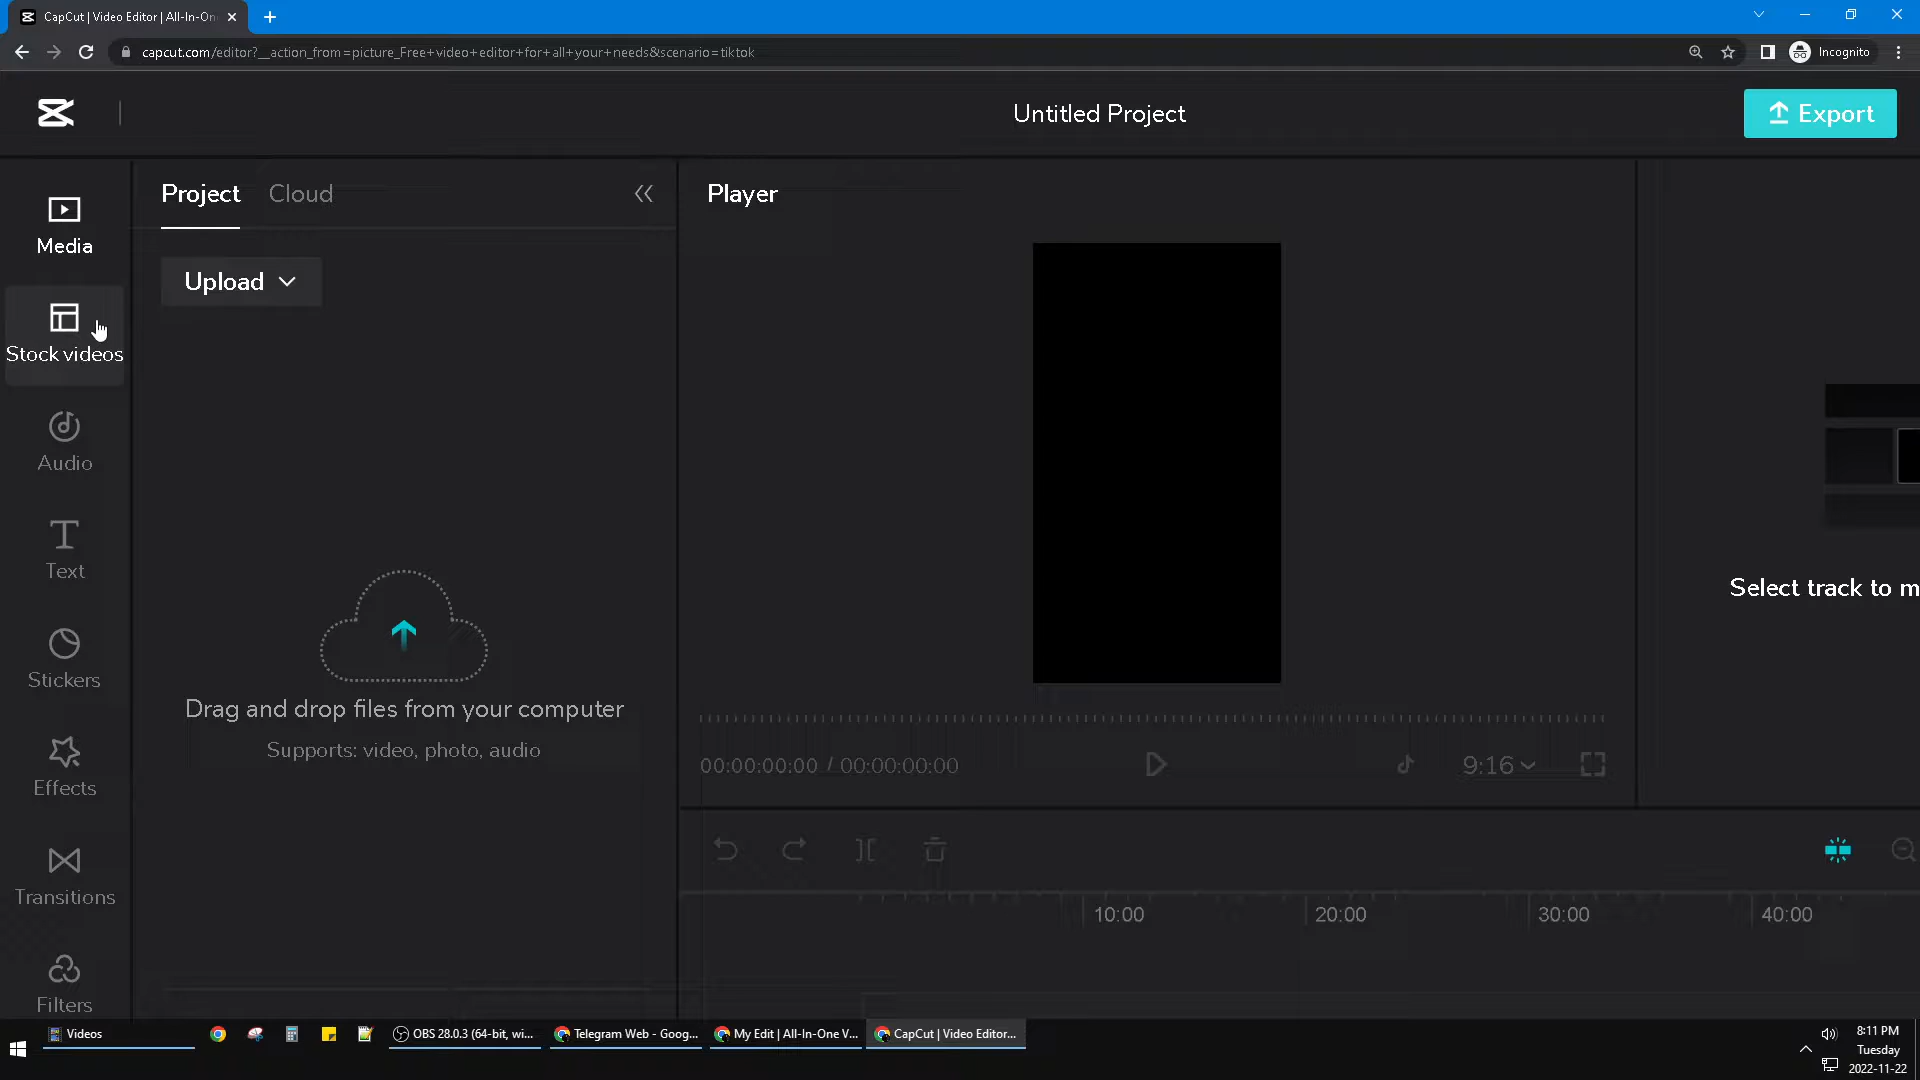 CapCut | Video Editor | All-In-On
capcut.com/editor?__action_from=picture_Free+video+editor+for+all+your+needs&scenario=tiktok
Incognito
Untitled Project
Export
Media
Stock videos
Audio
Text
Stickers
Effects
Transitions
Filters
Project
Cloud
Upload
Drag and drop files from your computer
Supports: video, photo, audio
Player
00:00:00:00 / 00:00:00:00
9:16
Select track to m
10:00
20:00
30:00
40:00
Videos
OBS 28.0.3 (64-bit, wi...
Telegram Web - Goog...
My Edit | All-In-One V...
CapCut | Video Editor...
8:11 PM
Tuesday
2022-11-22